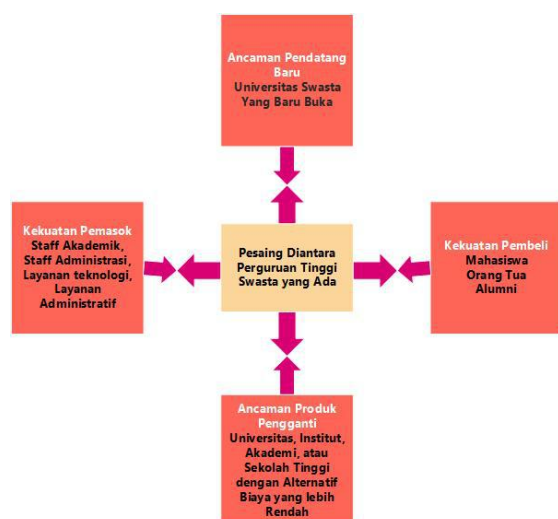 Ancaman Pendatang
Baru
Universitas Swasta
Yang Baru Buka
Kekuatan Pemasok
Staff Akademik,
Staff Administrasi,
Layanan teknologi,
Layanan
Administratif
Pesaing Diantara
Perguruan Tinggi
Swasta yang Ada
Kekuatan Pembeli
Mahasiswa
Orang Tua
Alumni
Ancaman Produk
Pengganti
Universitas, Institut,
Akademi, atau
Sekolah Tinggi
dengan Alternatif
Biaya yang lebih
Rendah